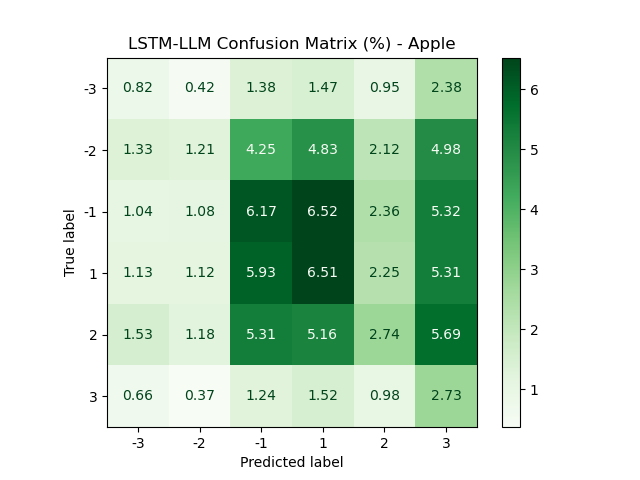 LSTM-LLM Confusion Matrix (%) - Apple
-3 0.82 0.42 1.38 1.47 0.95 2.38
-2 1.33 1.21 4.25 4.83 2.12 4.98
-1 1.04 1.08 6.17 6.52 2.36 5.32
1 1.13 1.12 5.93 6.51 2.25 5.31
2 1.53 1.18 5.31 5.16 2.74 5.69
3 0.66 0.37 1.24 1.52 0.98 2.73
-3 -2 -1 1 2 3
Predicted label
True label
6
5
4
3
2
1